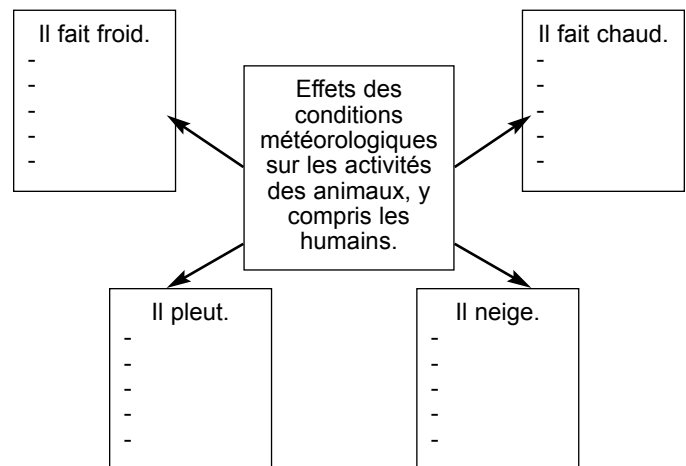 Il fait froid.
-
-
-
-
-
Il fait chaud.
-
-
-
-
-
Effets des
conditions
météorologiques
sur les activités
des animaux, y
compris les
humains.
Il pleut.
-
-
-
-
-
Il neige.
-
-
-
-
-